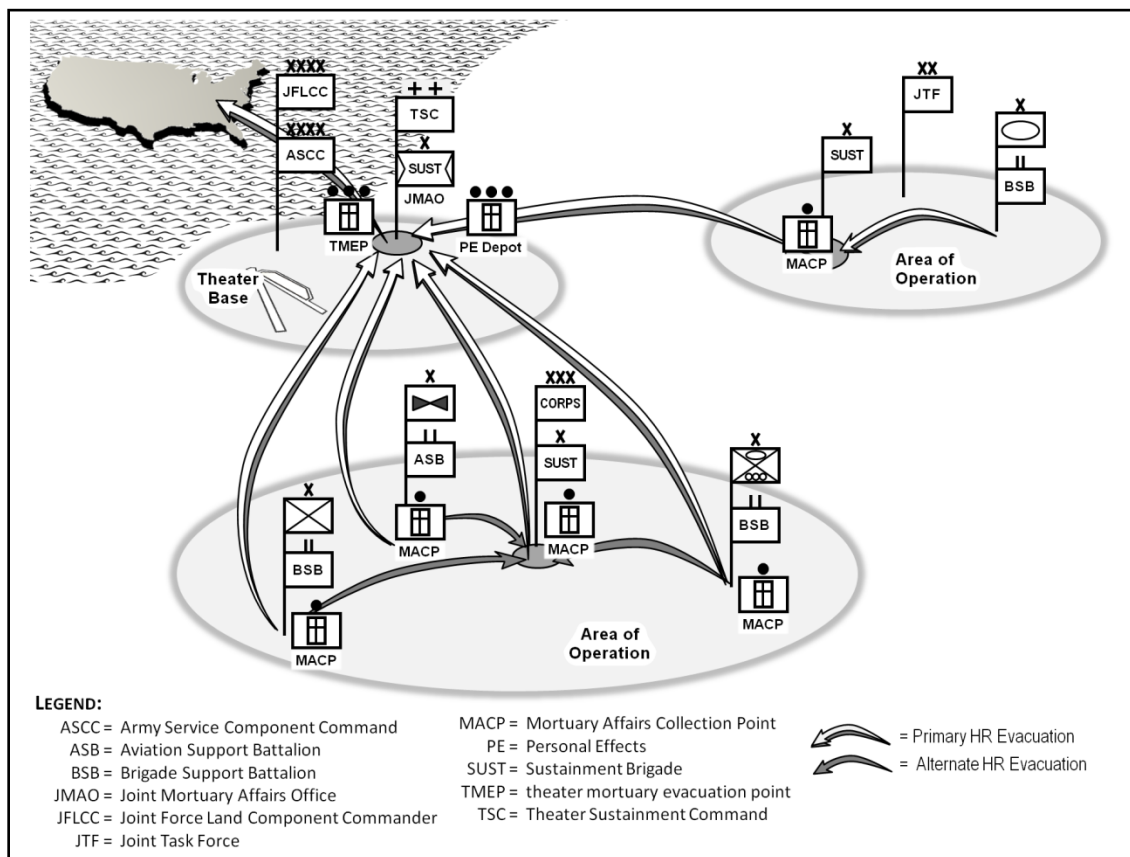 XXXX
JFLCC
XXXX
ASCC
+ +
TSC
X
SUST
JMAO
TMEP
PE Depot
Theater
Base
XX
JTF
X
SUST
MACP
X
II
BSB
Area of
Operation
X
II
ASB
MACP
XXX
CORPS
X
SUST
MACP
X
II
BSB
MACP
X
II
BSB
MACP
Area of
Operation
LEGEND:
ASCC = Army Service Component Command
ASB = Aviation Support Battalion
BSB = Brigade Support Battalion
JMAO = Joint Mortuary Affairs Office
JFLCC = Joint Force Land Component Commander
JTF = Joint Task Force
MACP = Mortuary Affairs Collection Point
PE = Personal Effects
SUST = Sustainment Brigade
TMEP = theater mortuary evacuation point
TSC = Theater Sustainment Command
= Primary HR Evacuation
= Alternate HR Evacuation